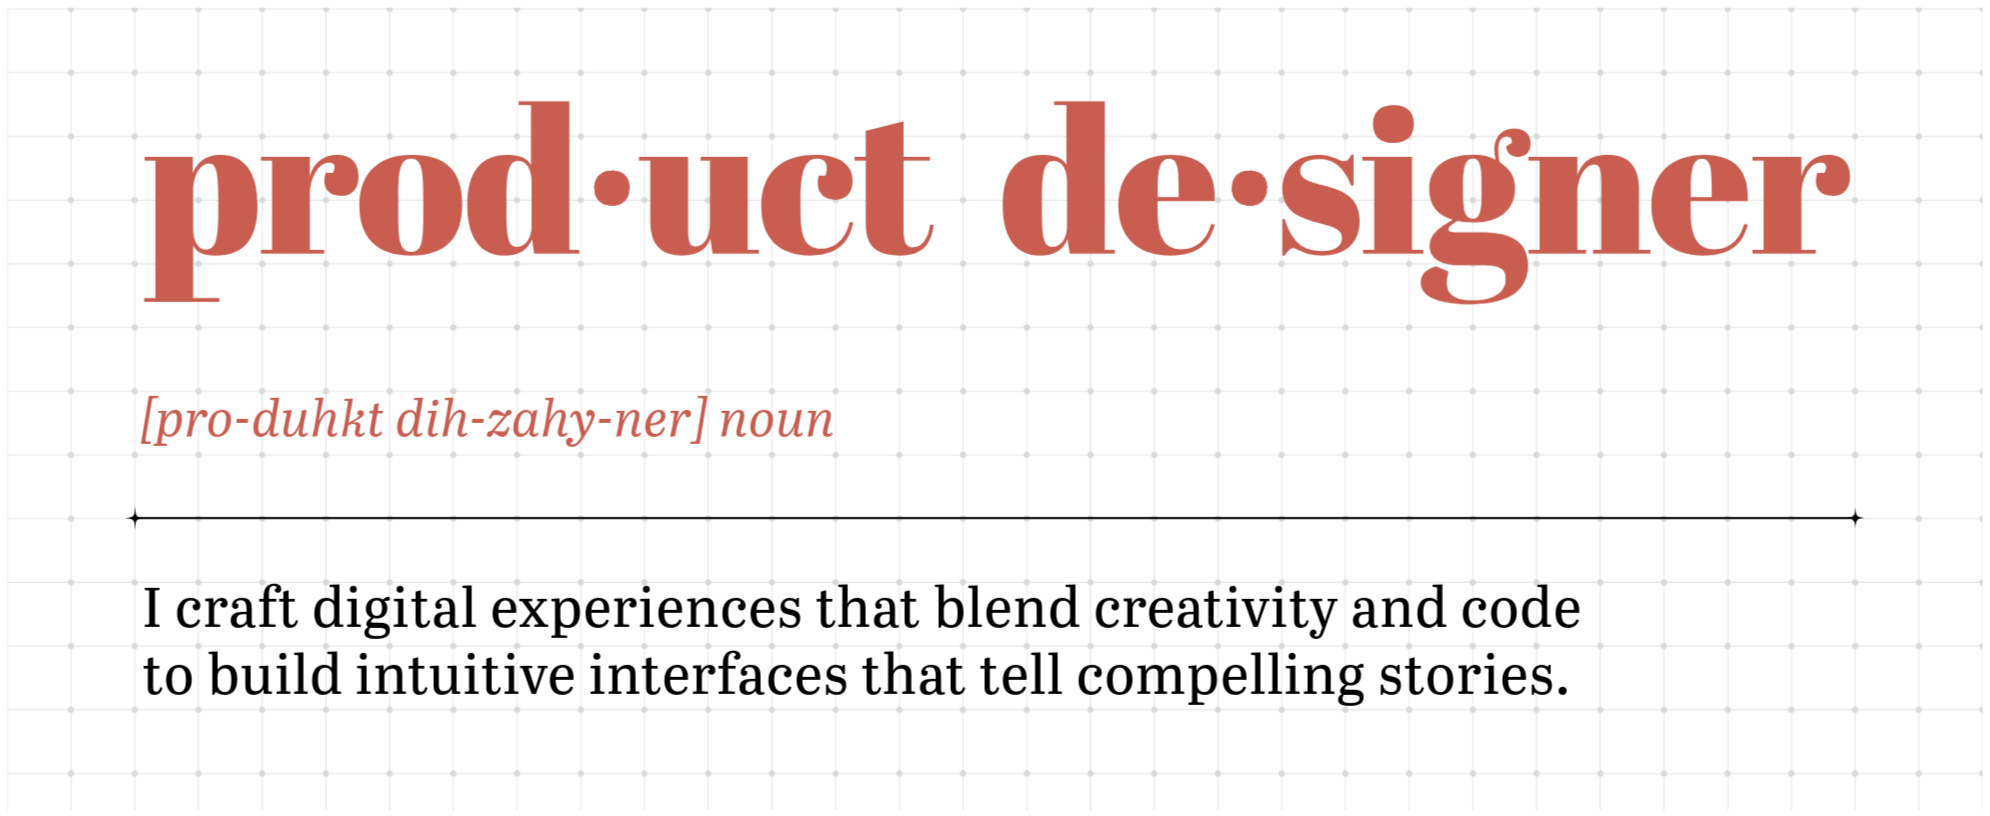 prod·uct de·signer
[pro-duhkt dih-zahy-ner] noun
I craft digital experiences that blend creativity and code
to build intuitive interfaces that tell compelling stories.